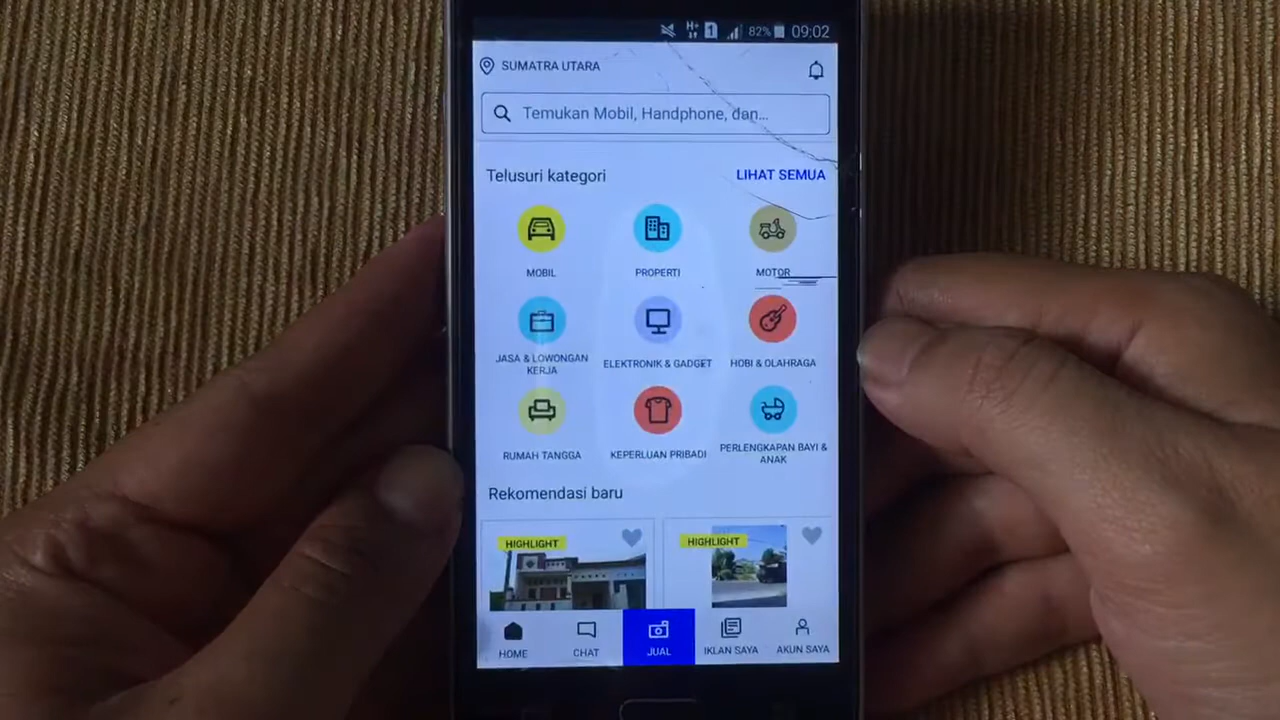 H+ 1 82% 09:02
SUMATRA UTARA
Temukan Mobil, Handphone, dan...
Telusuri kategori LIHAT SEMUA
MOBIL PROPERTI MOTOR
JASA & LOWONGAN
KERJA
ELEKTRONIK & GADGET
HOBI & OLAHRAGA
RUMAH TANGGA
KEPERLUAN PRIBADI
PERLENGKAPAN BAYI &
ANAK
Rekomendasi baru
HIGHLIGHT HIGHLIGHT
HOME CHAT JUAL IKLAN SAYA AKUN SAYA